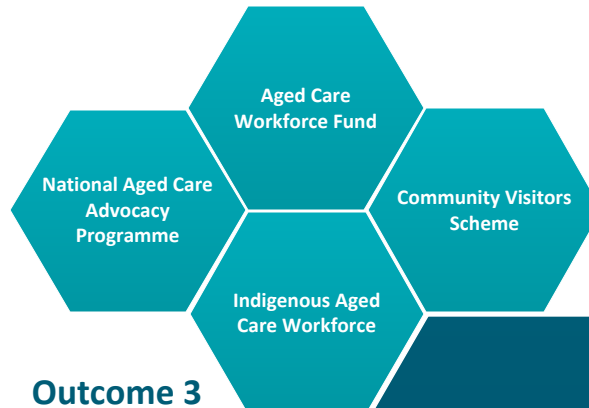 Aged Care
Workforce Fund
National Aged Care
Advocacy
Programme
Community Visitors
Scheme
Indigenous Aged
Care Workforce
Outcome 3